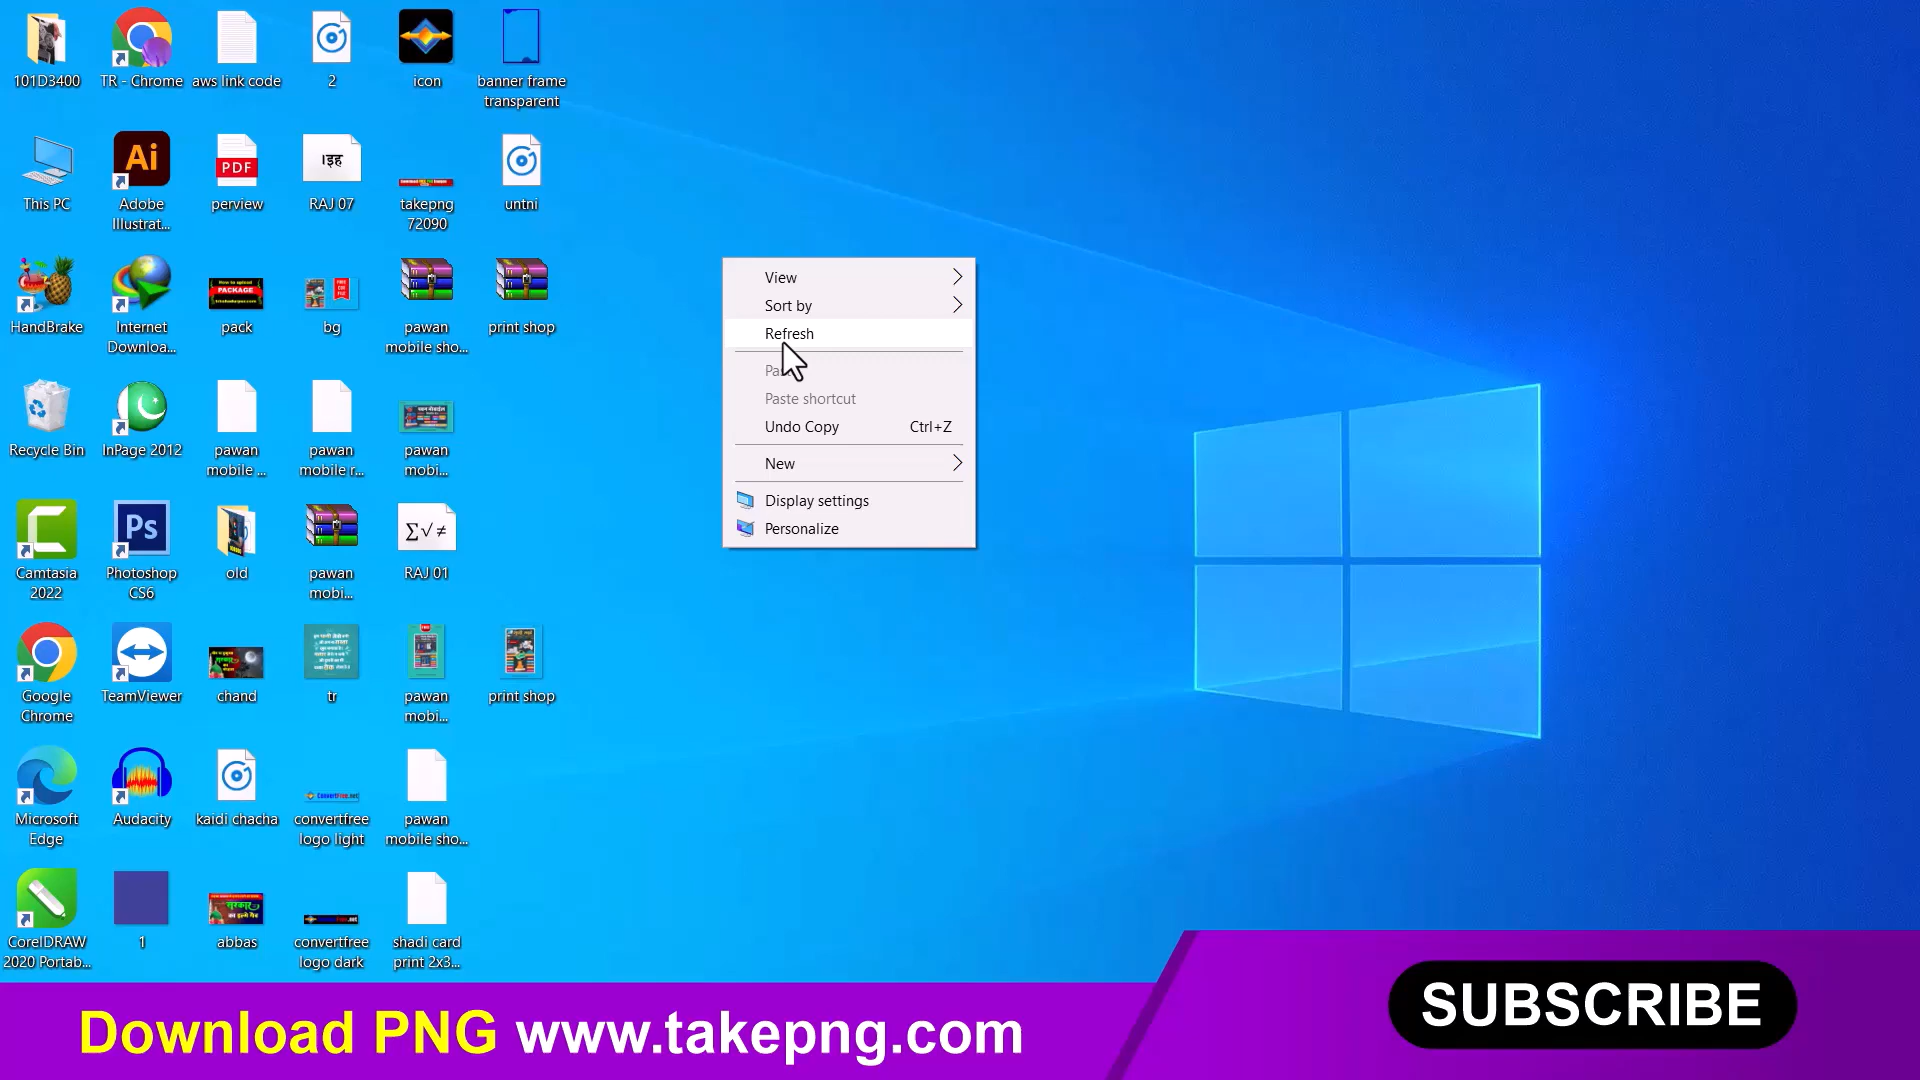 101D3400
TR - Chrome
aws link code
2
icon
banner frame
transparent
Ai
PDF
।इह
This PC
Adobe
Illustrat...
perview
RAJ 07
takepng
72090
untni
HandBrake
Internet
Downloa...
pack
bg
pawan
mobile sho...
print shop
Recycle Bin
InPage 2012
pawan
mobile ...
pawan
mobile r...
pawan
mobi...
Ps
∑√ ≠
Camtasia
2022
Photoshop
CS6
old
pawan
mobi...
RAJ 01
Google
Chrome
TeamViewer
chand
tr
pawan
mobi...
print shop
Microsoft
Edge
Audacity
kaidi chacha
convertfree
logo light
pawan
mobile sho...
CorelDRAW
2020 Portab...
1
abbas
convertfree
logo dark
shadi card
print 2x3...
View
Sort by
Refresh
Paste shortcut
Undo Copy Ctrl+Z
New
Display settings
Personalize
Download PNG www.takepng.com
SUBSCRIBE